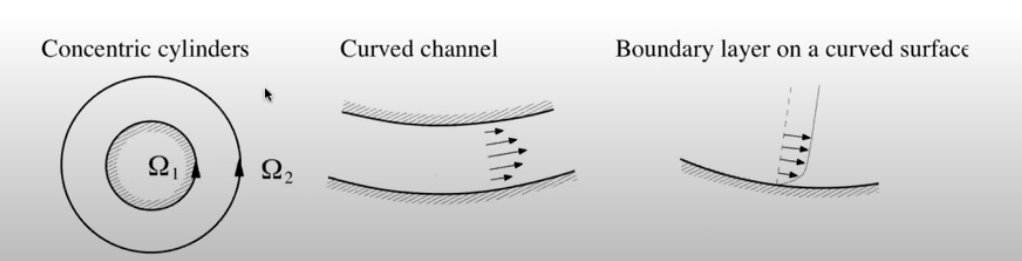 Concentric cylinders
Curved channel
Boundary layer on a curved surface
Ω₁
Ω₂